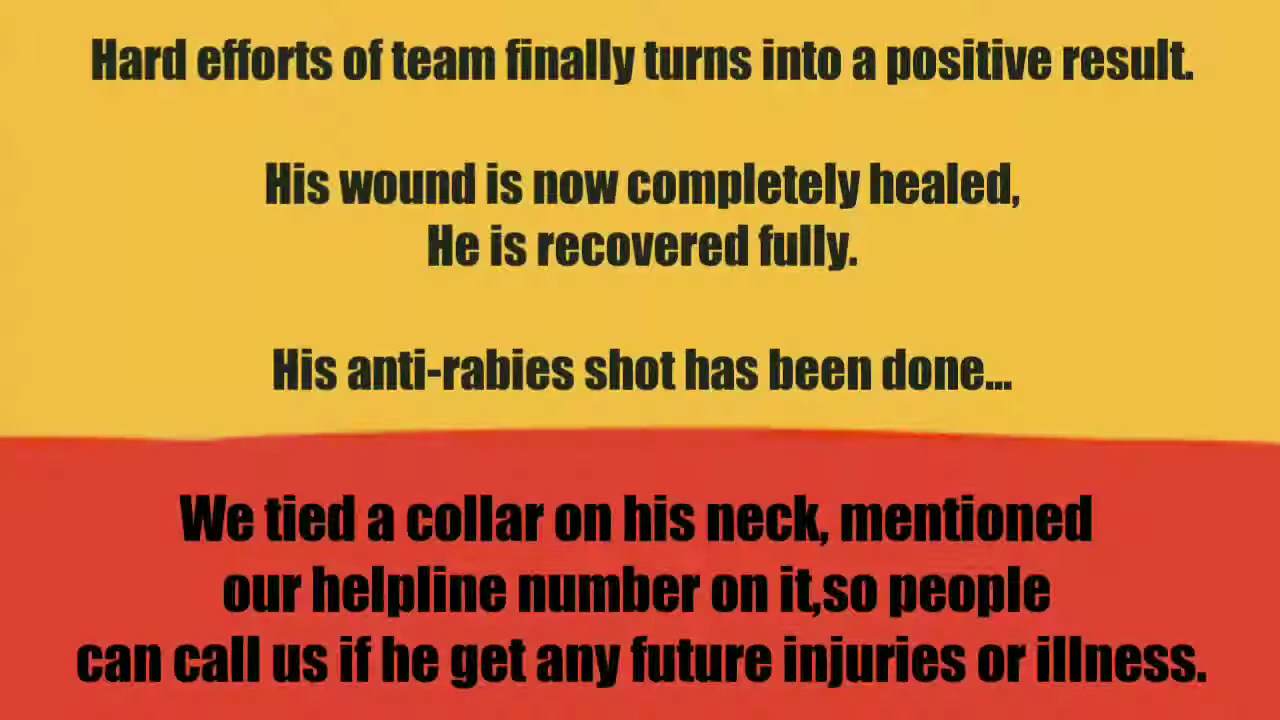 Hard efforts of team finally turns into a positive result.
His wound is now completely healed,
He is recovered fully.
His anti-rabies shot has been done...
We tied a collar on his neck, mentioned
our helpline number on it,so people
can call us if he get any future injuries or illness.